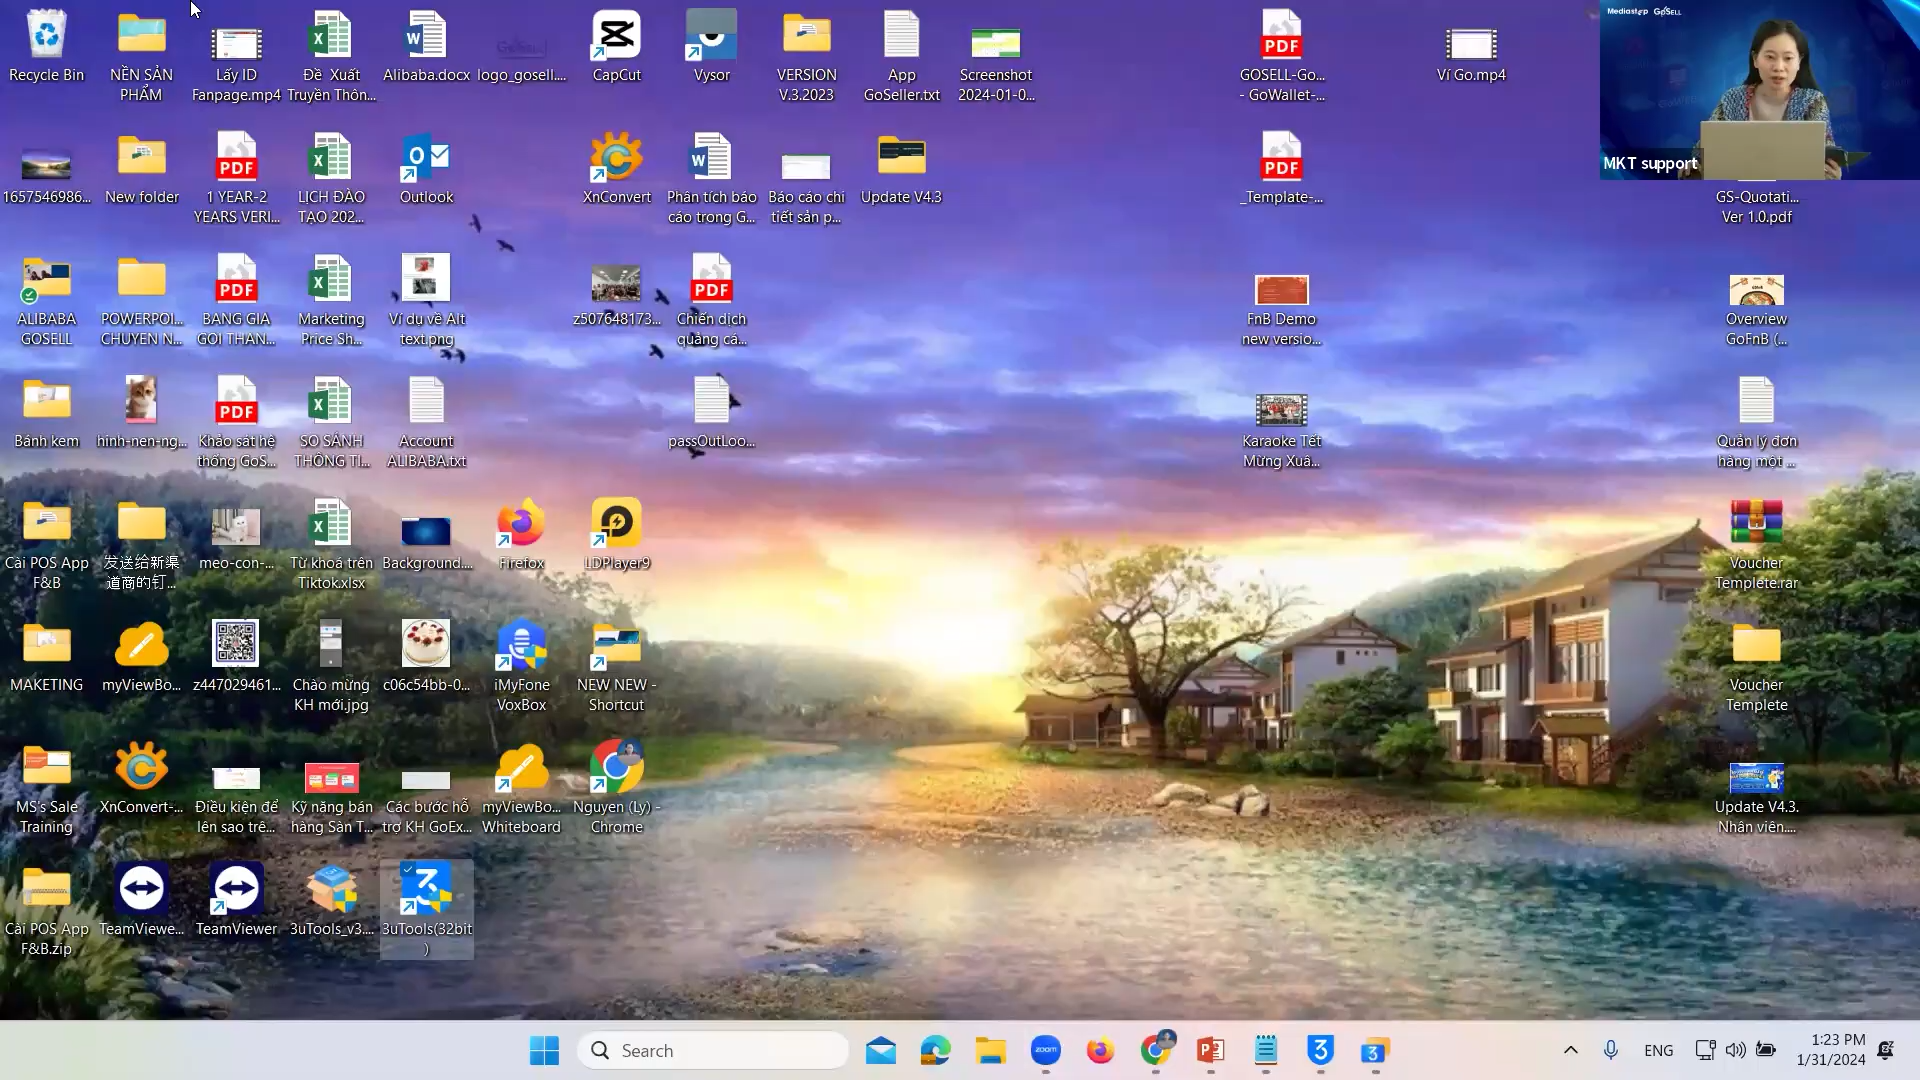 Recycle Bin
NỀN SẢN
PHẨM
Lấy ID
Fanpage.mp4
Đề Xuất
Truyền Thôn...
Alibaba.docx
logo_gosell....
CapCut
Vysor
VERSION
V.3.2023
App
GoSeller.txt
Screenshot
2024-01-0...
GOSELL-Go...
- GoWallet-...
Ví Go.mp4
Mediastep GoSELL
MKT support
1657546986...
New folder
1 YEAR-2
YEARS VERI...
LỊCH ĐÀO
TẠO 202...
Outlook
XnConvert
Phân tích báo
cáo trong G...
Báo cáo chi
tiết sản p...
Update V4.3
_Template-...
GS-Quotati...
Ver 1.0.pdf
ALIBABA
GOSELL
POWERPOI...
CHUYEN N...
BANG GIA
GOI THAN...
Marketing
Price Sh...
Ví dụ về Alt
text.png
z507648173...
Chiến dịch
quảng cá...
FnB Demo
new versio...
Overview
GoFnB (...
Bánh kem
hinh-nen-ng...
Khảo sát hệ
thống GoS...
SO SÁNH
THÔNG TI...
Account
ALIBABA.txt
passOutLoo...
Karaoke Tết
Mừng Xuâ...
Quản lý đơn
hàng một ...
Cài POS App
F&B
发送给新渠
道商的钉...
meo-con-...
Từ khoá trên
Tiktok.xlsx
Background....
Firefox
LDPlayer9
Voucher
Templete.rar
MAKETING
myViewBo...
z447029461...
Chào mừng
KH mới.jpg
c06c54bb-0...
iMyFone
VoxBox
NEW NEW -
Shortcut
Voucher
Templete
MS's Sale
Training
XnConvert-...
Điều kiện để
lên sao trê...
Kỹ năng bán
hàng Sàn T...
Các bước hỗ
trợ KH GoEx...
myViewBo...
Whiteboard
Nguyen (Ly) -
Chrome
Update V4.3.
Nhân viên....
Cài POS App
F&B.zip
TeamViewe...
TeamViewer
3uTools_v3....
3uTools(32bit
)
Search
zoom
ENG
1:23 PM
1/31/2024